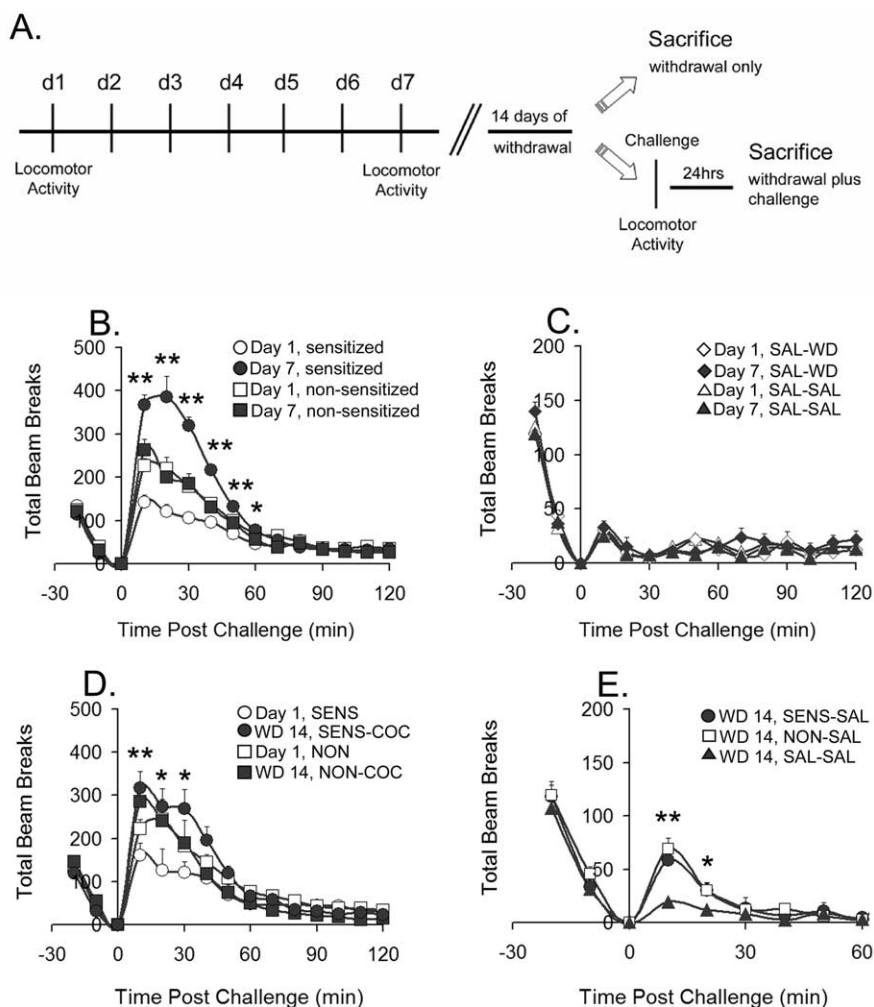 A.
d1 d2 d3 d4 d5 d6 d7
Locomotor
Activity
Locomotor
Activity
14 days of
withdrawal
Sacrifice
withdrawal only
Challenge
24hrs
Locomotor
Activity
Sacrifice
withdrawal plus
challenge
B.
Day 1, sensitized
Day 7, sensitized
Day 1, non-sensitized
Day 7, non-sensitized
** ** ** ** ** *
Total Beam Breaks
500
400
300
200
100
0
-30 0 30 60 90 120
Time Post Challenge (min)
C.
Day 1, SAL-WD
Day 7, SAL-WD
Day 1, SAL-SAL
Day 7, SAL-SAL
Total Beam Breaks
200
150
100
50
0
-30 0 30 60 90 120
Time Post Challenge (min)
D.
Day 1, SENS
WD 14, SENS-COC
Day 1, NON
WD 14, NON-COC
** * *
Total Beam Breaks
500
400
300
200
100
0
-30 0 30 60 90 120
Time Post Challenge (min)
E.
WD 14, SENS-SAL
WD 14, NON-SAL
WD 14, SAL-SAL
** *
Total Beam Breaks
200
150
100
50
0
-30 0 30 60
Time Post Challenge (min)